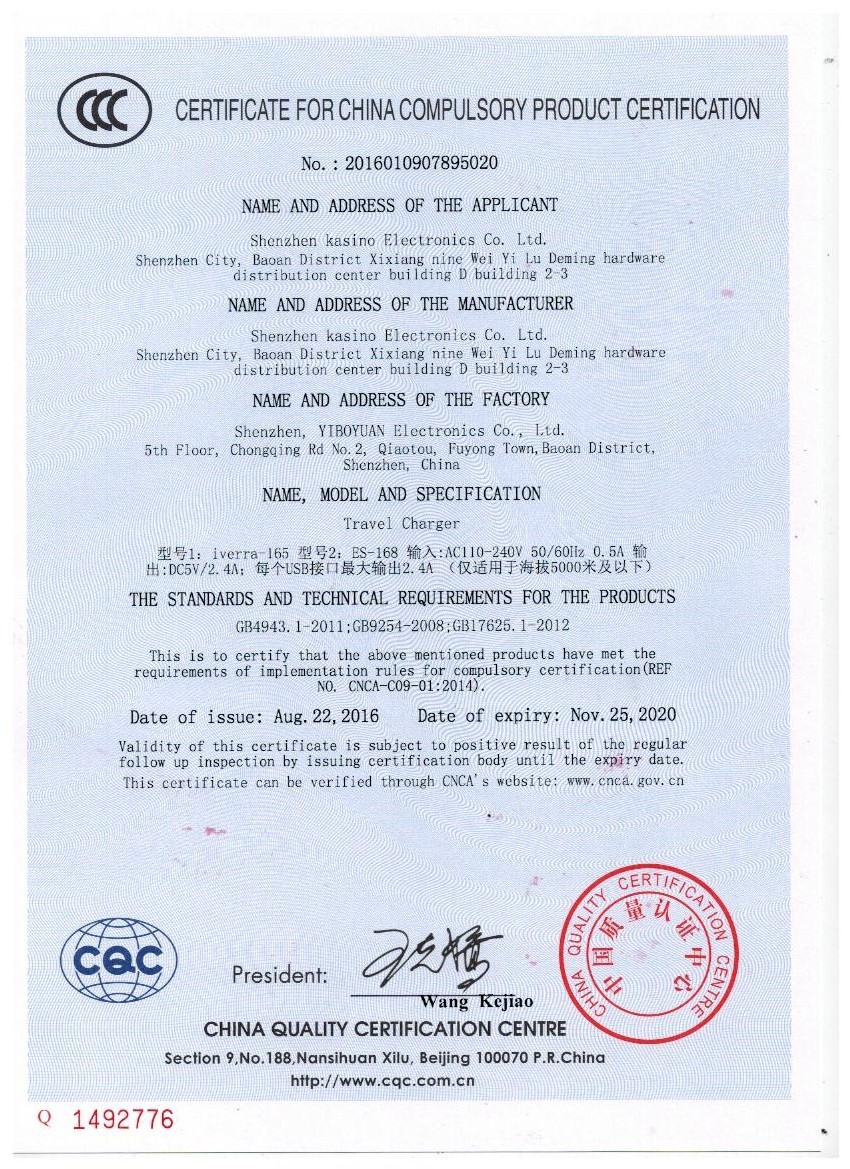 CCC
CERTIFICATE FOR CHINA COMPULSORY PRODUCT CERTIFICATION
No. : 2016010907895020
NAME AND ADDRESS OF THE APPLICANT
Shenzhen kasino Electronics Co. Ltd.
Shenzhen City, Baoan District Xixiang nine Wei Yi Lu Deming hardware
distribution center building D building 2-3
NAME AND ADDRESS OF THE MANUFACTURER
Shenzhen kasino Electronics Co. Ltd.
Shenzhen City, Baoan District Xixiang nine Wei Yi Lu Deming hardware
distribution center building D building 2-3
NAME AND ADDRESS OF THE FACTORY
Shenzhen, YIBOYUAN Electronics Co., Ltd.
5th Floor, Chongqing Rd No.2, Qiaotou, Fuyong Town, Baoan District,
Shenzhen, China
NAME, MODEL AND SPECIFICATION
Travel Charger
型号1: iverra-165 型号2: ES-168 输入:AC110-240V 50/60Hz 0.5A 输
出:DC5V/2.4A; 每个USB接口最大输出2.4A (仅适用于海拔5000米及以下)
THE STANDARDS AND TECHNICAL REQUIREMENTS FOR THE PRODUCTS
GB4943.1-2011;GB9254-2008;GB17625.1-2012
This is to certify that the above mentioned products have met the
requirements of implementation rules for compulsory certification(REF
NO. CNCA-C09-01:2014).
Date of issue: Aug. 22, 2016 Date of expiry: Nov. 25, 2020
Validity of this certificate is subject to positive result of the regular
follow up inspection by issuing certification body until the expiry date.
This certificate can be verified through CNCA's website: www.cnca.gov.cn
CHINA QUALITY CERTIFICATION CENTRE
中国质量认证中心
CQC
President:
Wang Kejiao
CHINA QUALITY CERTIFICATION CENTRE
Section 9,No.188,Nansihuan Xilu, Beijing 100070 P.R.China
http://www.cqc.com.cn
Q 1492776